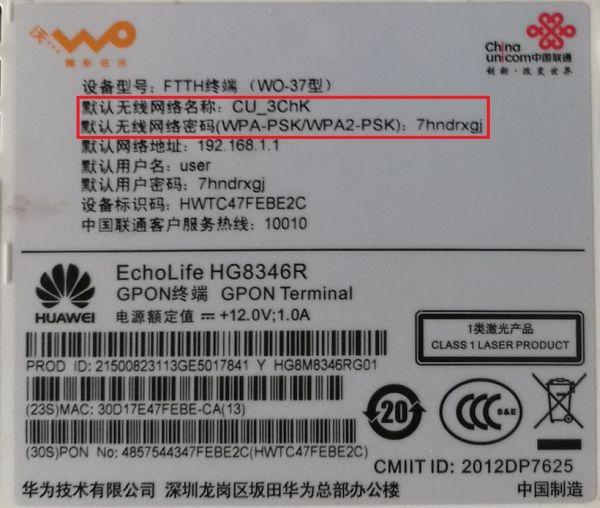 沃 WO
精彩在沃
China unicom中国联通
创新·改变世界
设备型号：FTTH终端 （WO-37型）
默认无线网络名称：CU_3ChK
默认无线网络密码(WPA-PSK/WPA2-PSK)：7hndrxgj
默认网络地址：192.168.1.1
默认用户名：user
默认用户密码：7hndrxgj
设备标识码：HWTC47FEBE2C
中国联通客户服务热线：10010
HUAWEI
EchoLife HG8346R
GPON终端 GPON Terminal
电源额定值 ⎓ +12.0V;1.0A
PROD ID: 21500823113GE5017841 Y HG8M8346RG01
1类激光产品
CLASS 1 LASER PRODUCT
(23S)MAC: 30D17E47FEBE-CA(13)
20
CCC S&E
(30S)PON No: 4857544347FEBE2C(HWTC47FEBE2C)
CMIIT ID: 2012DP7625
华为技术有限公司 深圳龙岗区坂田华为总部办公楼 中国制造